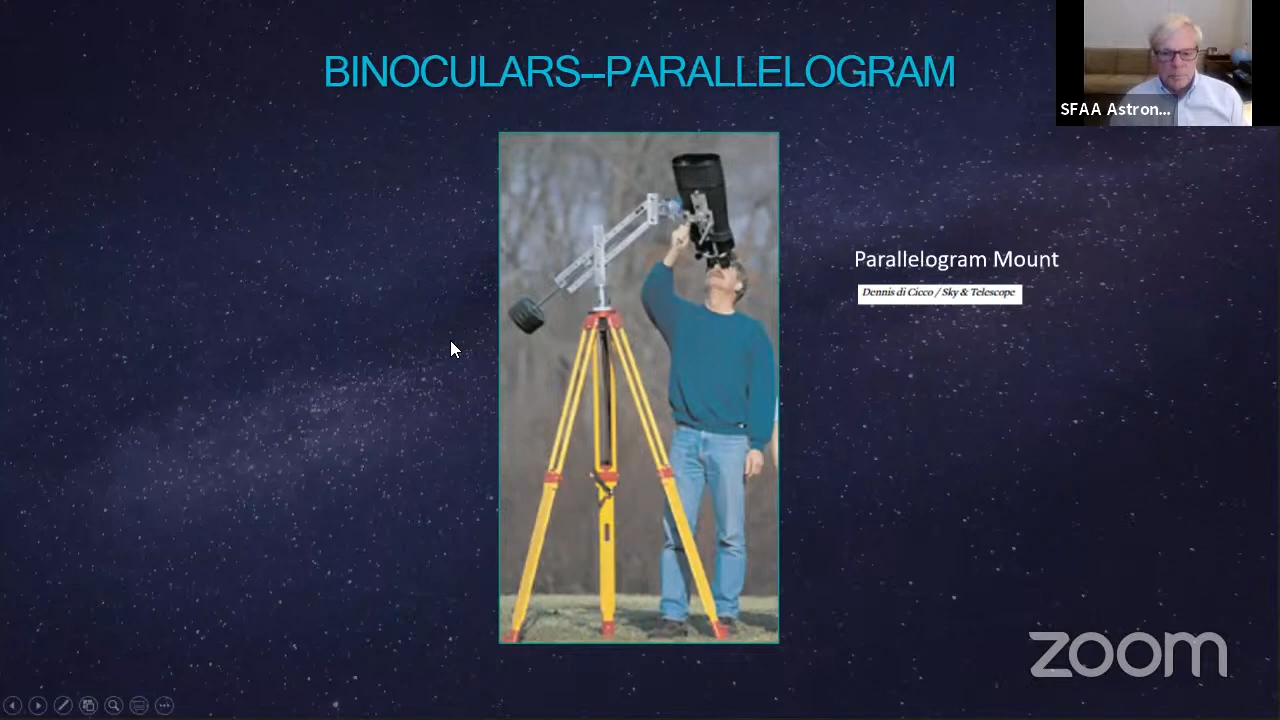 BINOCULARS--PARALLELOGRAM
SFAA Astron...
Parallelogram Mount
Dennis di Cicco / Sky & Telescope
zoom